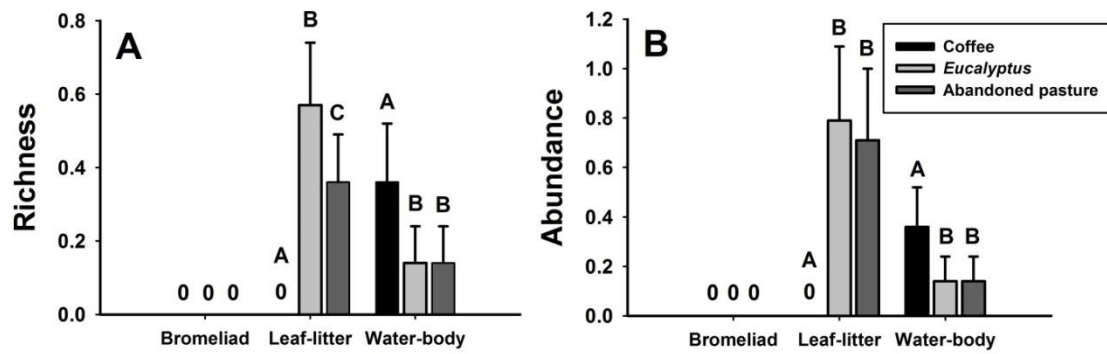 A
Richness
0.8
0.6
0.4
0.2
0.0
0 0 0
A
0
B
C
A
B B
Bromeliad Leaf-litter Water-body
B
Abundance
1.2
1.0
0.8
0.6
0.4
0.2
0.0
0 0 0
A
0
B B
A
B B
Bromeliad Leaf-litter Water-body
Coffee
Eucalyptus
Abandoned pasture